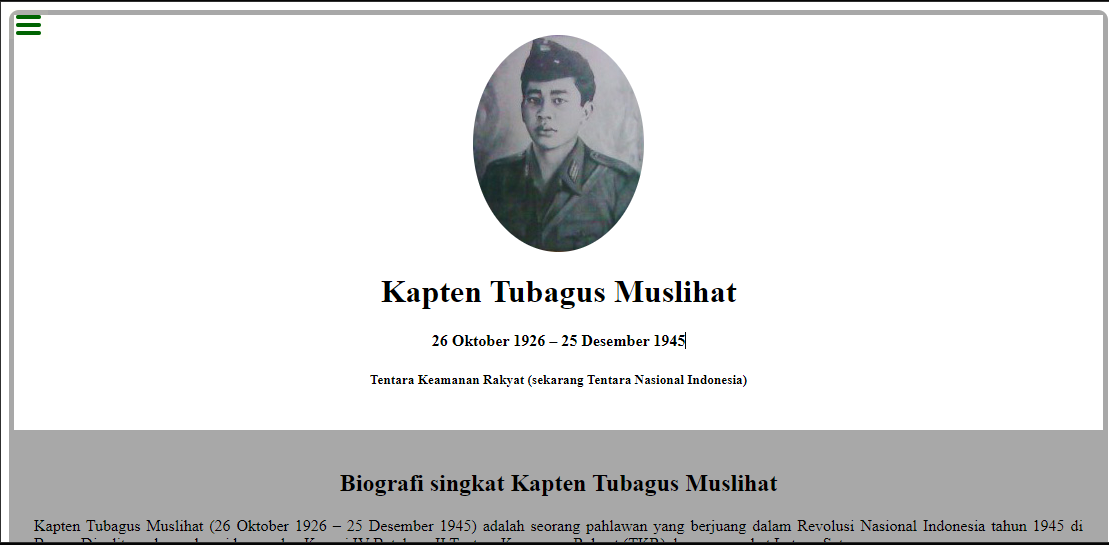 Kapten Tubagus Muslihat
26 Oktober 1926 – 25 Desember 1945
Tentara Keamanan Rakyat (sekarang Tentara Nasional Indonesia)
Biografi singkat Kapten Tubagus Muslihat
Kapten Tubagus Muslihat (26 Oktober 1926 – 25 Desember 1945) adalah seorang pahlawan yang berjuang dalam Revolusi Nasional Indonesia tahun 1945 di